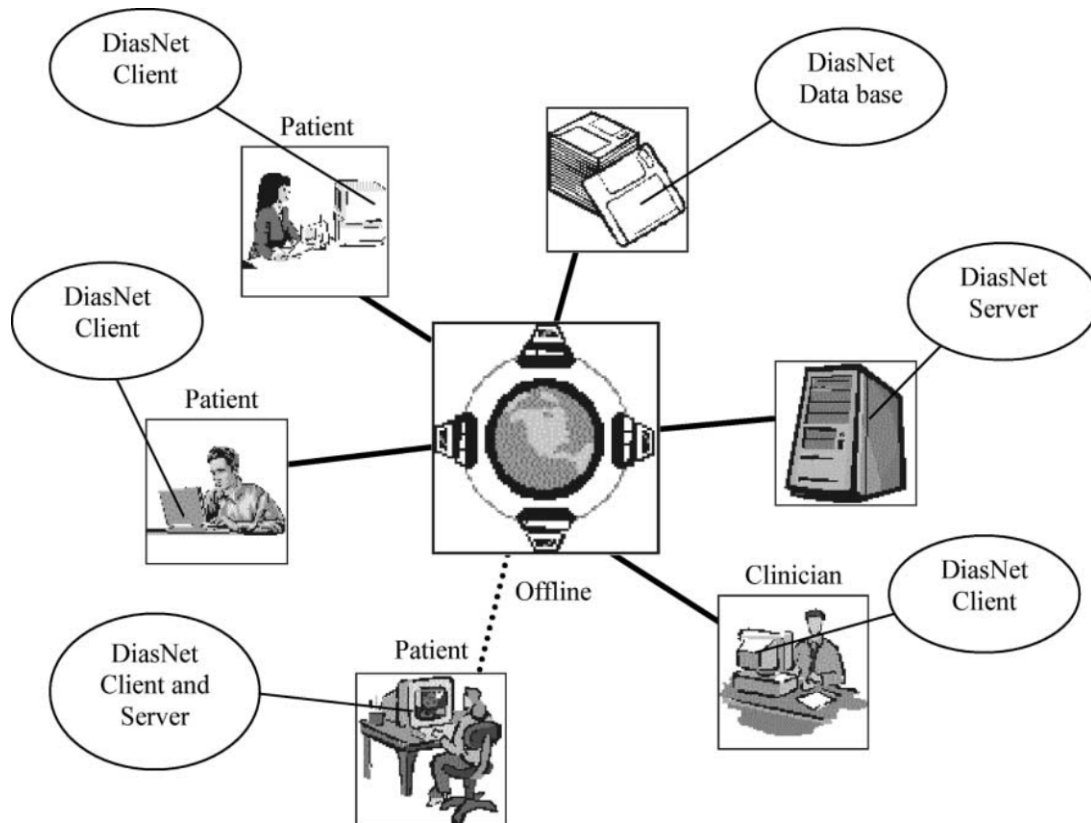 DiasNet
Client
DiasNet
Data base
Patient
DiasNet
Client
DiasNet
Server
Patient
Offline
Clinician
DiasNet
Client
DiasNet
Client and
Server
Patient